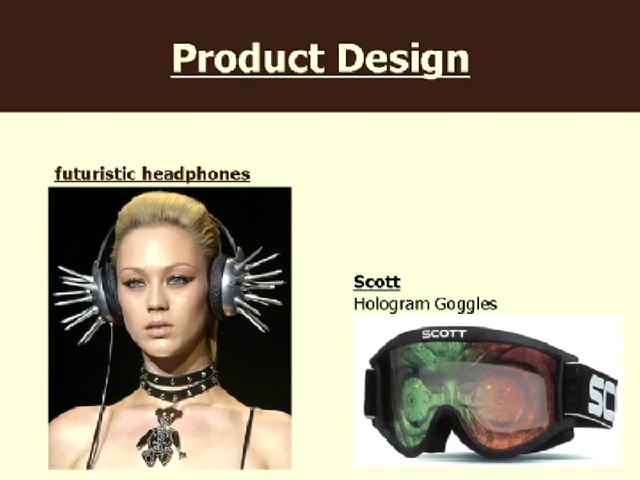 Product Design
futuristic headphones
Scott
Hologram Goggles
SCOTT
SC